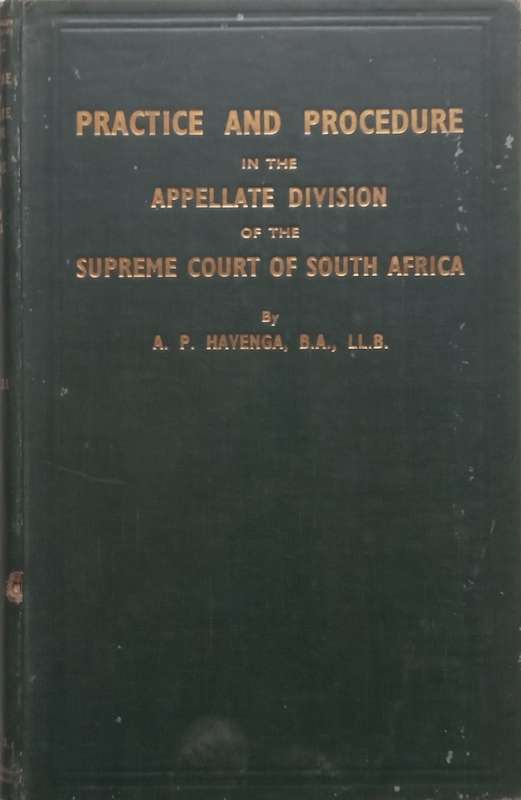 PRACTICE AND PROCEDURE
IN THE
APPELLATE DIVISION
OF THE
SUPREME COURT OF SOUTH AFRICA
By
A. P. HAVENGA, B.A., LL.B.